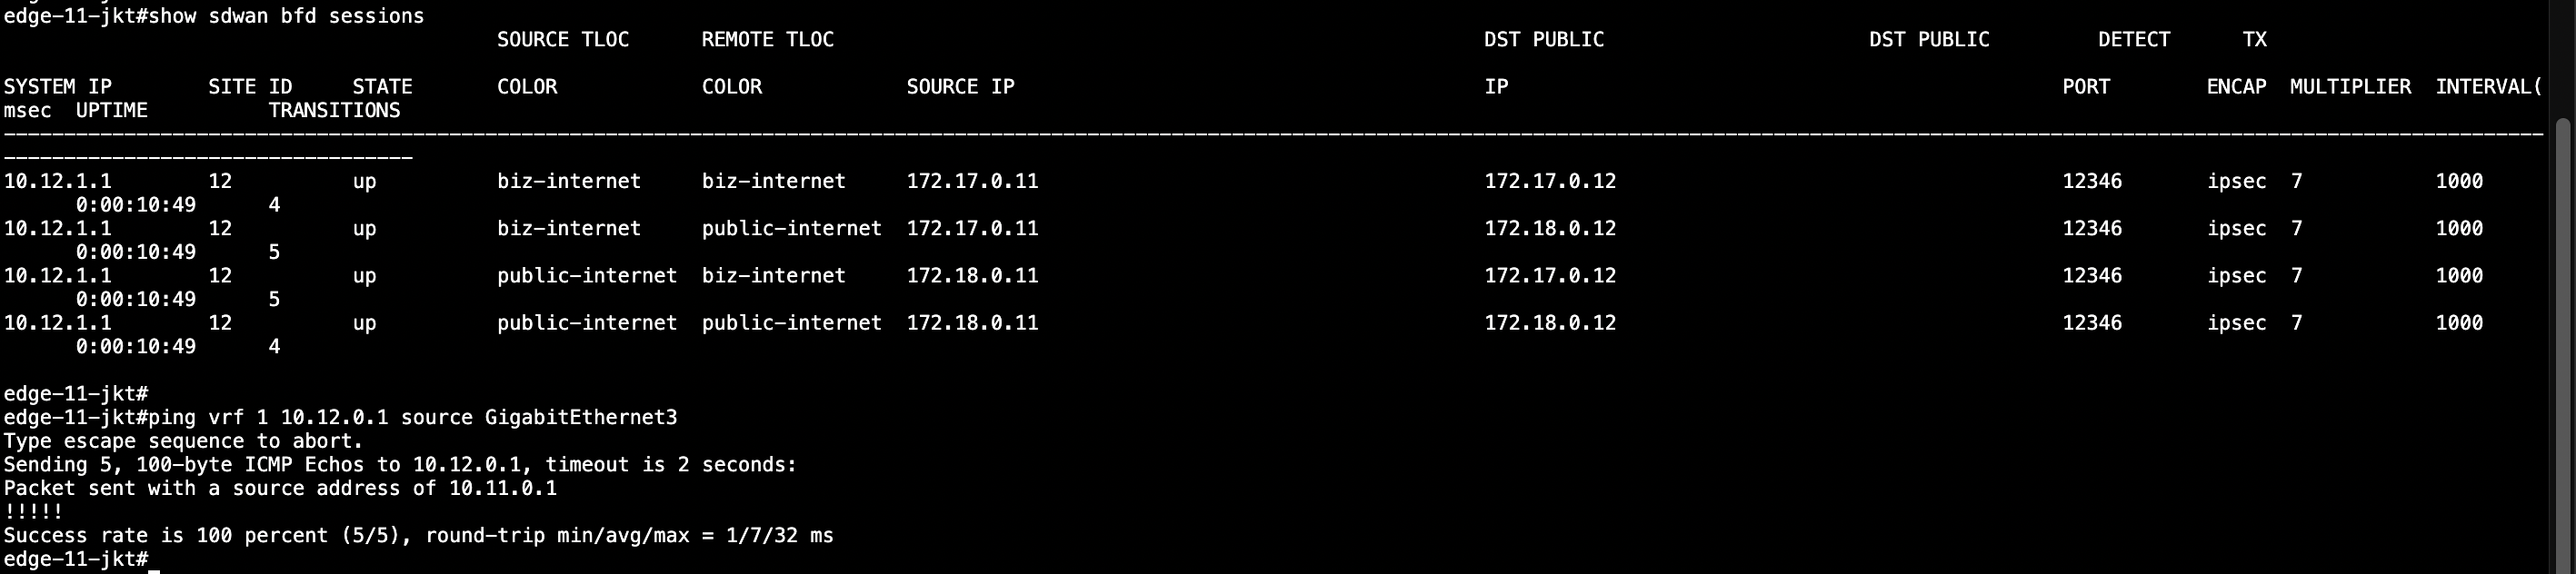 edge-11-jkt#show sdwan bfd sessions
                                         SOURCE TLOC      REMOTE TLOC                                                      DST PUBLIC                      DST PUBLIC         DETECT      TX
SYSTEM IP        SITE ID     STATE       COLOR            COLOR            SOURCE IP                                       IP                                              PORT        ENCAP  MULTIPLIER  INTERVAL(
msec  UPTIME          TRANSITIONS
--------------------------------------------------------------------------------------------------------------------------------------------------------------------------------------------------------------------
----------------------------------
10.12.1.1        12          up          biz-internet     biz-internet     172.17.0.11                                     172.17.0.12                                     12346       ipsec  7           1000
      0:00:10:49      4
10.12.1.1        12          up          biz-internet     public-internet  172.17.0.11                                     172.18.0.12                                     12346       ipsec  7           1000
      0:00:10:49      5
10.12.1.1        12          up          public-internet  biz-internet     172.18.0.11                                     172.17.0.12                                     12346       ipsec  7           1000
      0:00:10:49      5
10.12.1.1        12          up          public-internet  public-internet  172.18.0.11                                     172.18.0.12                                     12346       ipsec  7           1000
      0:00:10:49      4
edge-11-jkt#
edge-11-jkt#ping vrf 1 10.12.0.1 source GigabitEthernet3
Type escape sequence to abort.
Sending 5, 100-byte ICMP Echos to 10.12.0.1, timeout is 2 seconds:
Packet sent with a source address of 10.11.0.1
!!!!!
Success rate is 100 percent (5/5), round-trip min/avg/max = 1/7/32 ms
edge-11-jkt#